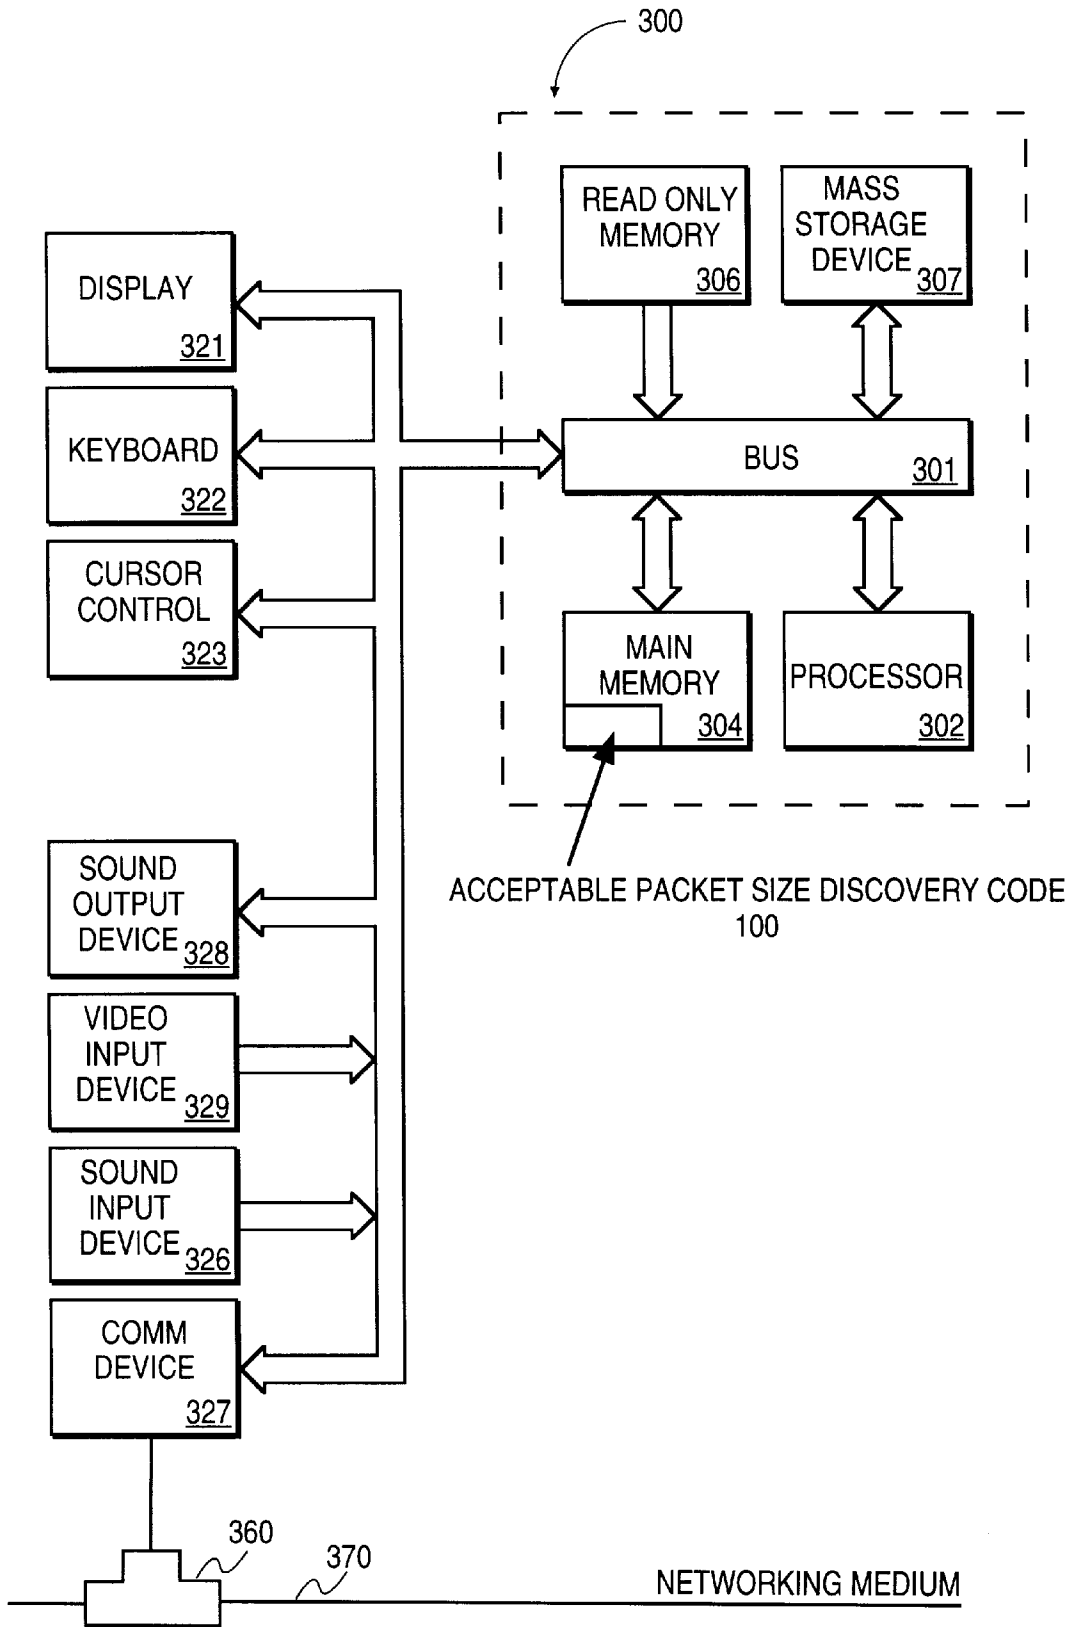 300
READ ONLY
MEMORY
306
MASS
STORAGE
DEVICE
307
DISPLAY
321
KEYBOARD
322
BUS
301
CURSOR
CONTROL
323
MAIN
MEMORY
304
PROCESSOR
302
ACCEPTABLE PACKET SIZE DISCOVERY CODE
100
SOUND
OUTPUT
DEVICE
328
VIDEO
INPUT
DEVICE
329
SOUND
INPUT
DEVICE
326
COMM
DEVICE
327
360
370
NETWORKING MEDIUM